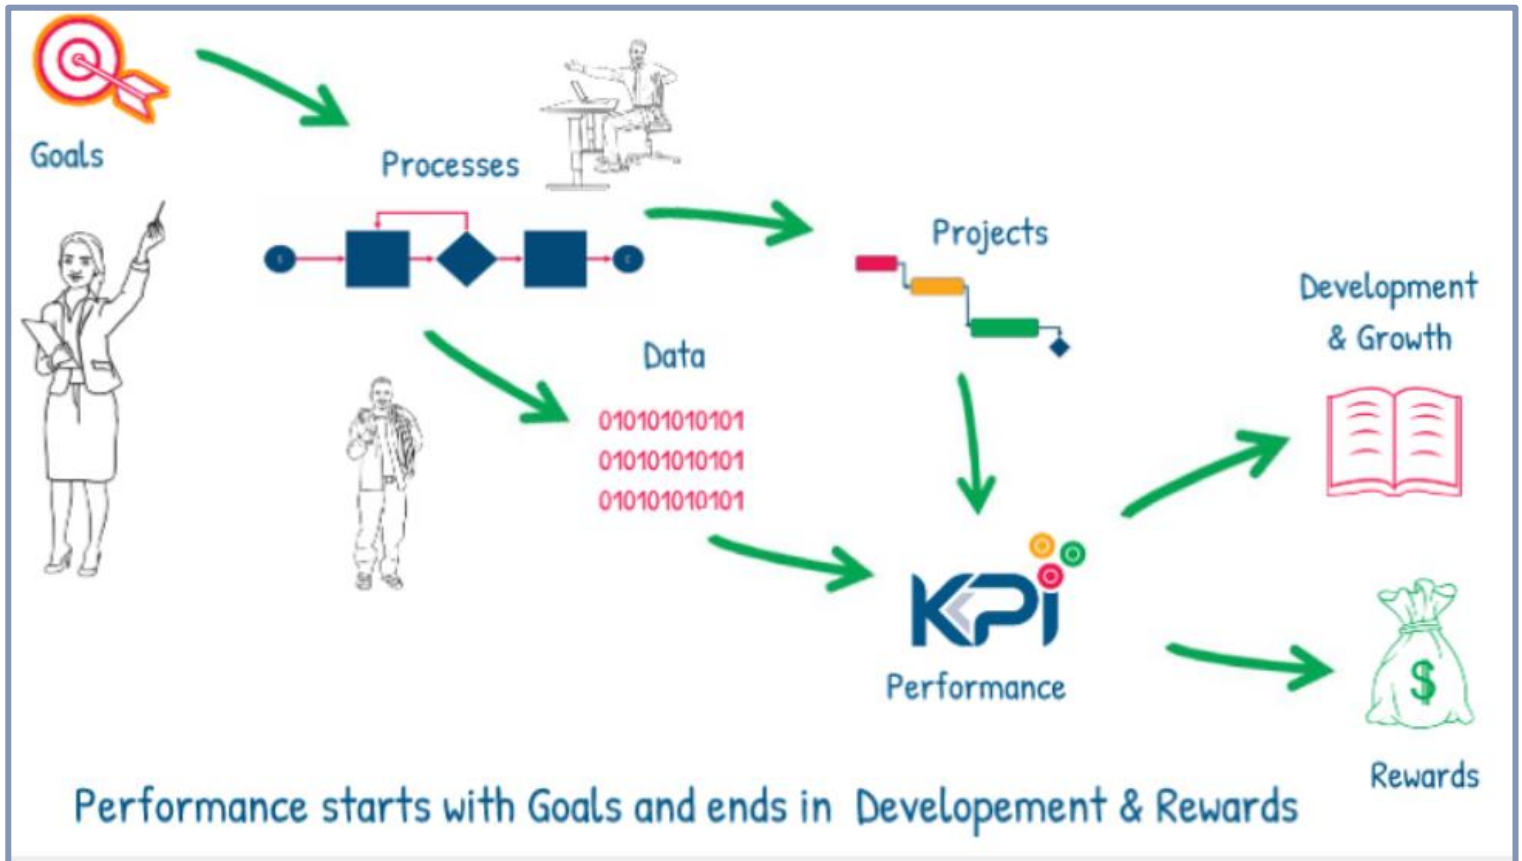 Goals
Processes
S
Projects
Development
& Growth
Data
010101010101
010101010101
010101010101
KPi
Performance
$
Rewards
Performance starts with Goals and ends in Developement & Rewards